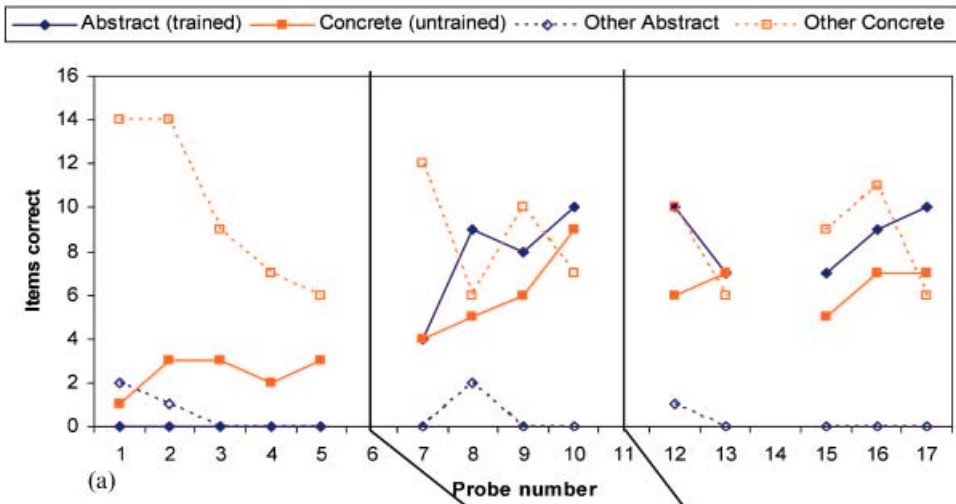 Abstract (trained) Concrete (untrained) Other Abstract Other Concrete
16
14
12
10
8
6
4
2
0
Items correct
1 2 3 4 5 6 7 8 9 10 11 12 13 14 15 16 17
(a)
Probe number